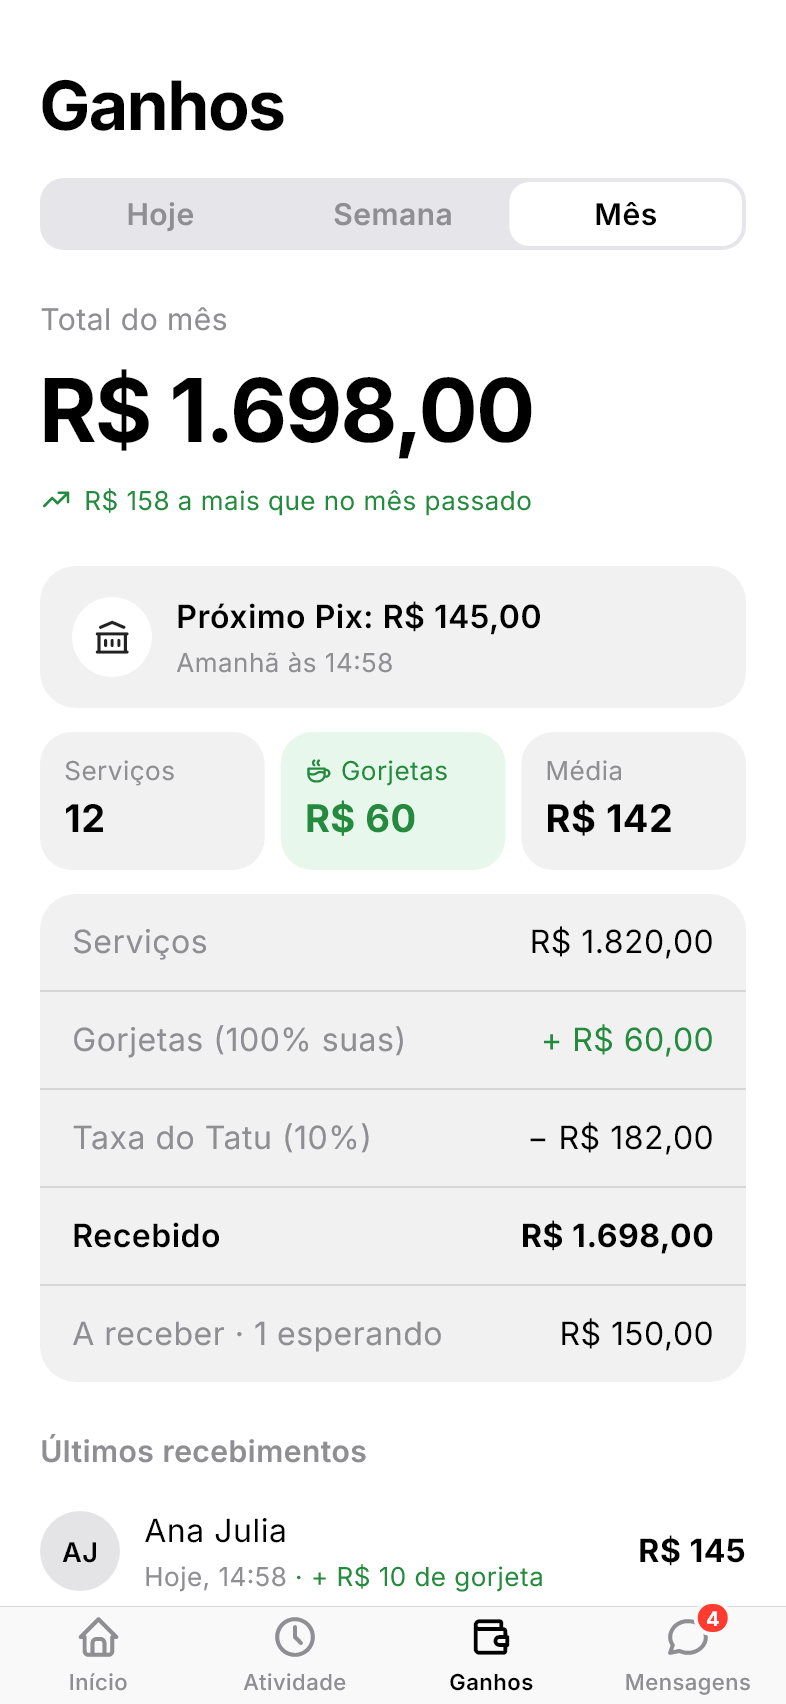 Ganhos
Hoje
Semana
Mês
Total do mês
R$ 1.698,00
R$ 158 a mais que no mês passado
Próximo Pix: R$ 145,00
Amanhã às 14:58
Serviços
12
Gorjetas
R$ 60
Média
R$ 142
Serviços R$ 1.820,00
Gorjetas (100% suas) + R$ 60,00
Taxa do Tatu (10%) − R$ 182,00
Recebido R$ 1.698,00
A receber · 1 esperando R$ 150,00
Últimos recebimentos
AJ
Ana Julia
R$ 145
Hoje, 14:58 · + R$ 10 de gorjeta
4
Início
Atividade
Ganhos
Mensagens